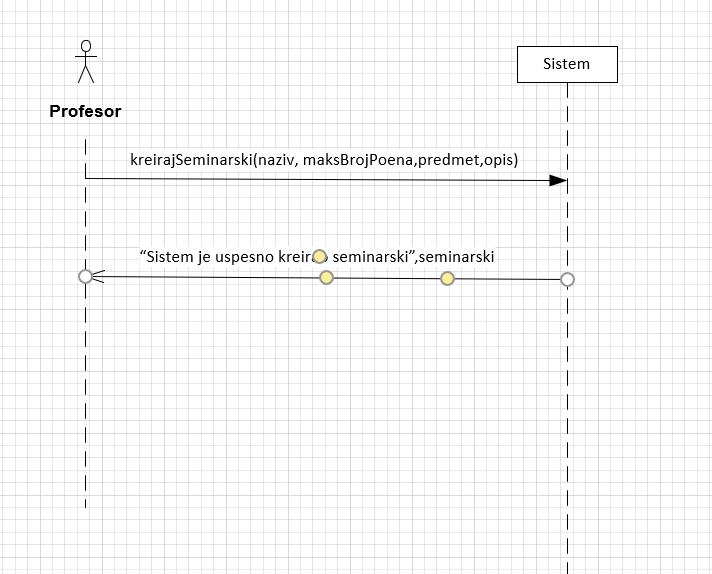 Sistem
Profesor
kreirajSeminarski(naziv, maksBrojPoena,predmet,opis)
“Sistem je uspesno seminarski”,seminarski